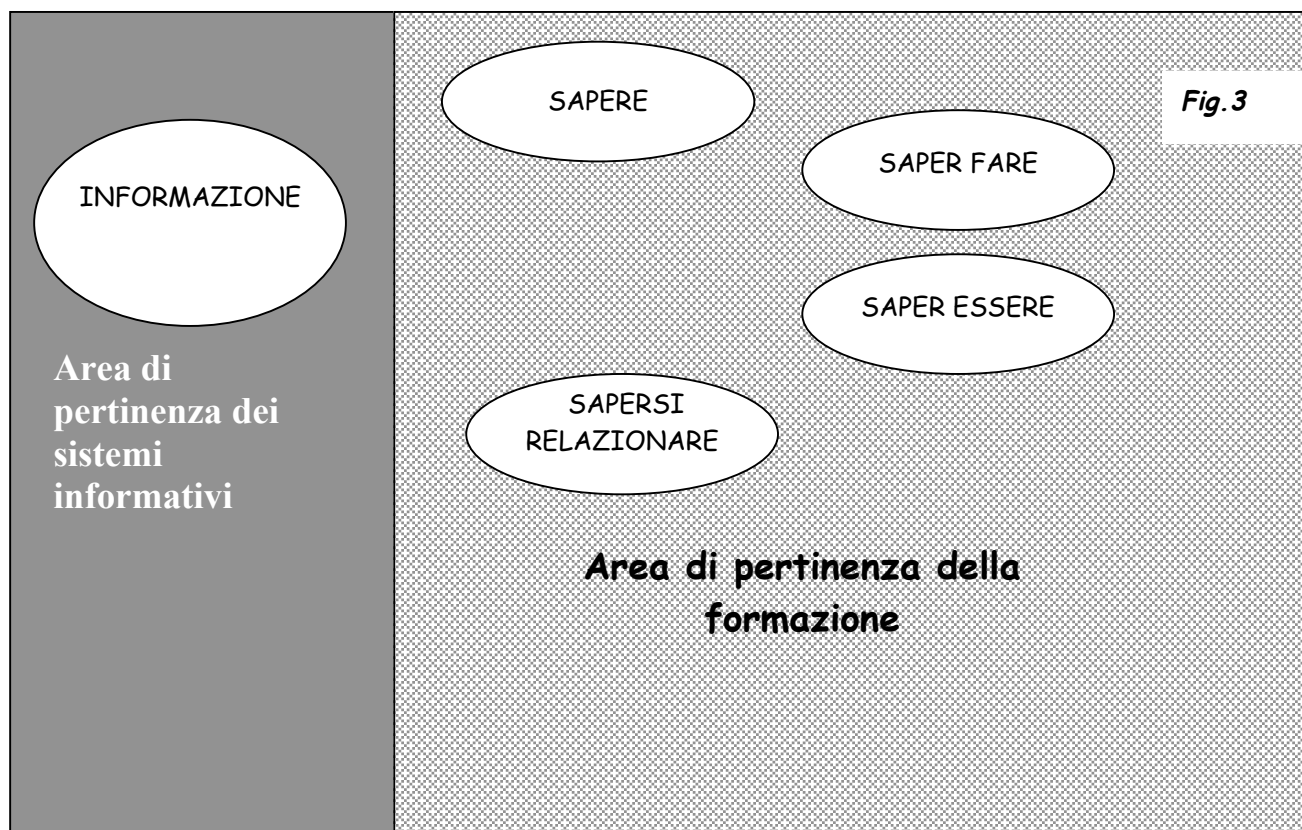 INFORMAZIONE
Area di
pertinenza dei
sistemi
informativi
SAPERE
Fig.3
SAPER FARE
SAPER ESSERE
SAPERSI
RELAZIONARE
Area di pertinenza della
formazione